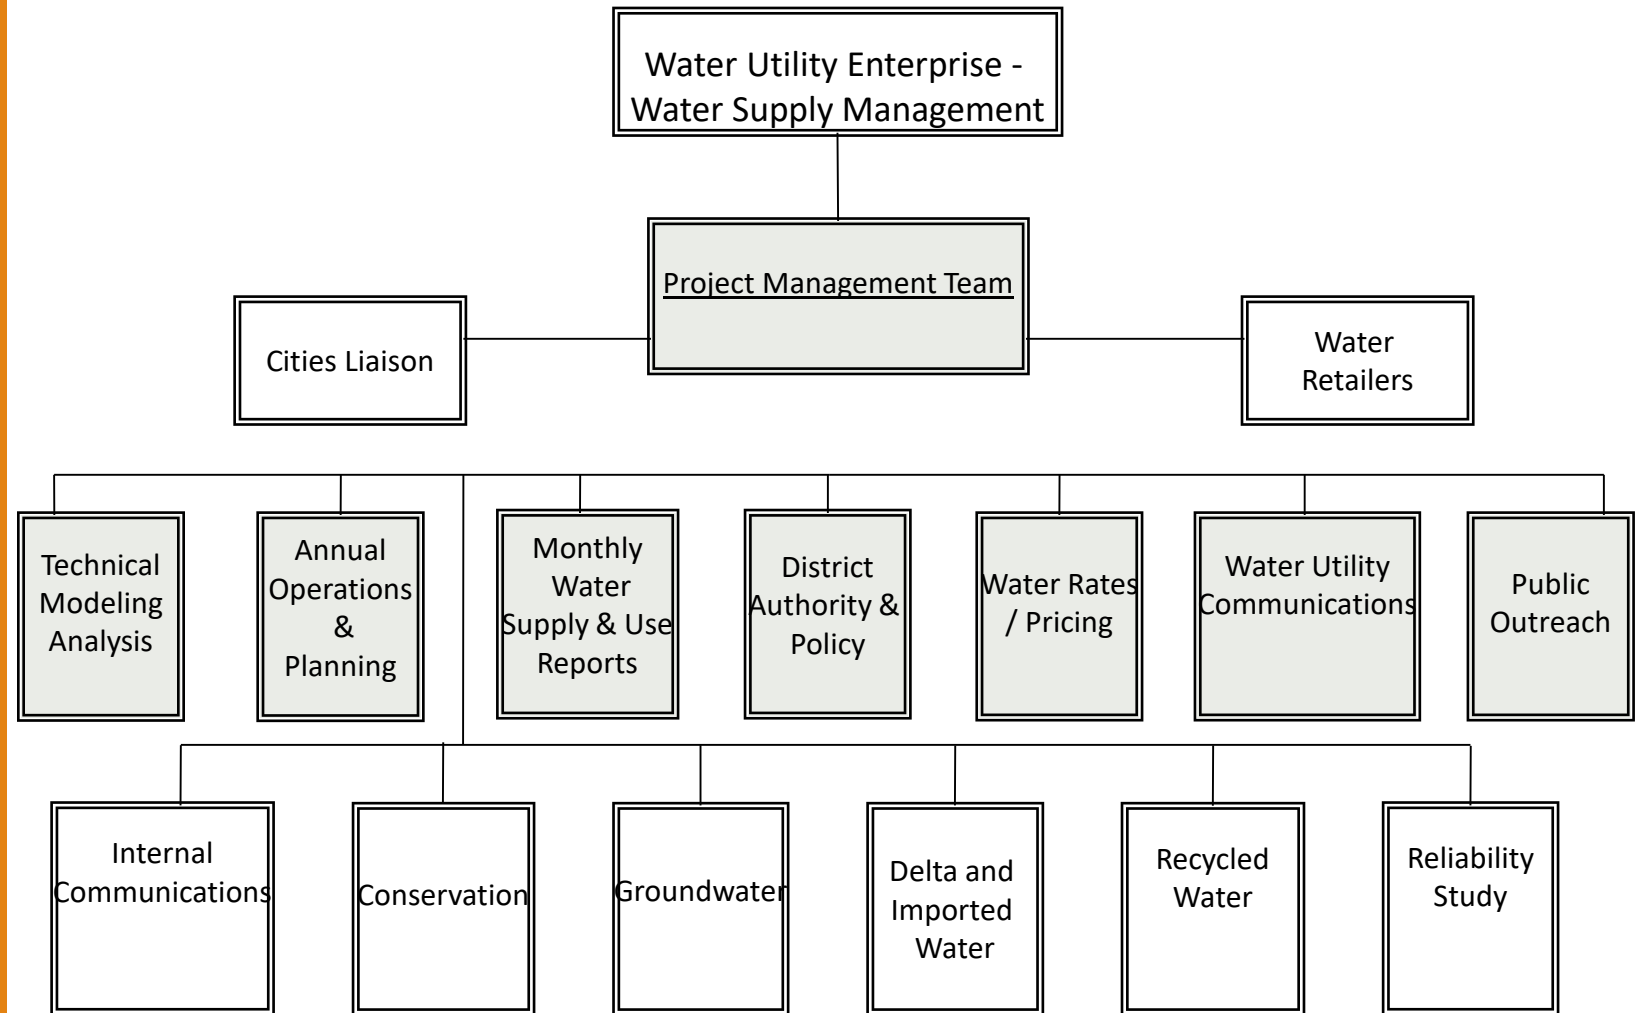 Water Utility Enterprise -
Water Supply Management
Project Management Team
Cities Liaison
Water
Retailers
Technical
Modeling
Analysis
Annual
Operations
&
Planning
Monthly
Water
Supply & Use
Reports
District
Authority &
Policy
Water Rates
/ Pricing
Water Utility
Communications
Public
Outreach
Internal
Communications
Conservation
Groundwater
Delta and
Imported
Water
Recycled
Water
Reliability
Study